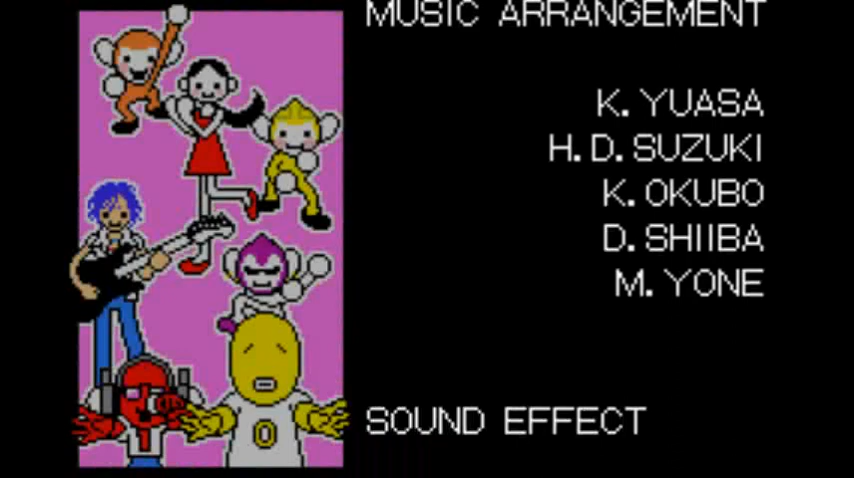 MUSIC ARRANGEMENT
K. YUASA
H. D. SUZUKI
K. OKUBO
D. SHIIBA
M. YONE
SOUND EFFECT
O